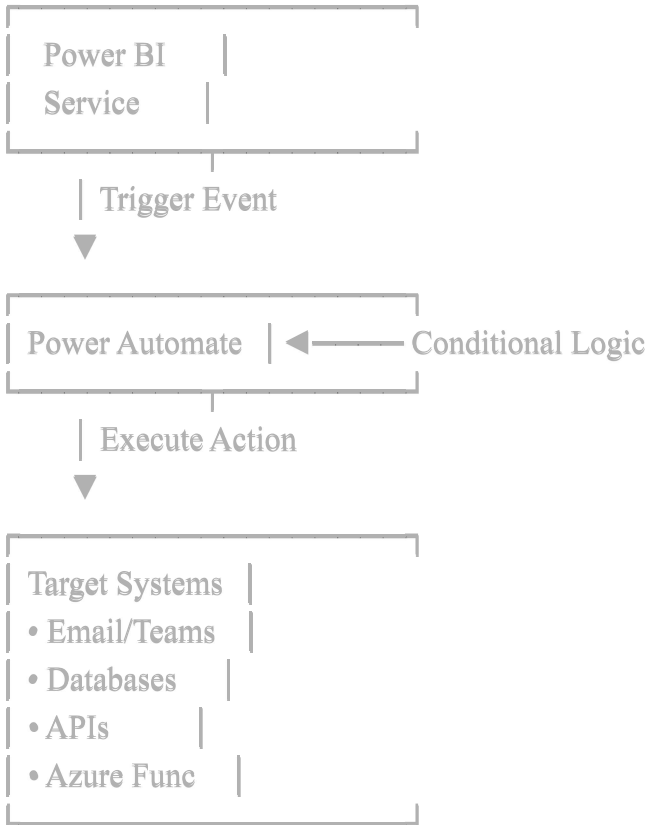 Power BI
Service
Trigger Event
Power Automate
Conditional Logic
Execute Action
Target Systems
• Email/Teams
• Databases
• APIs
• Azure Func